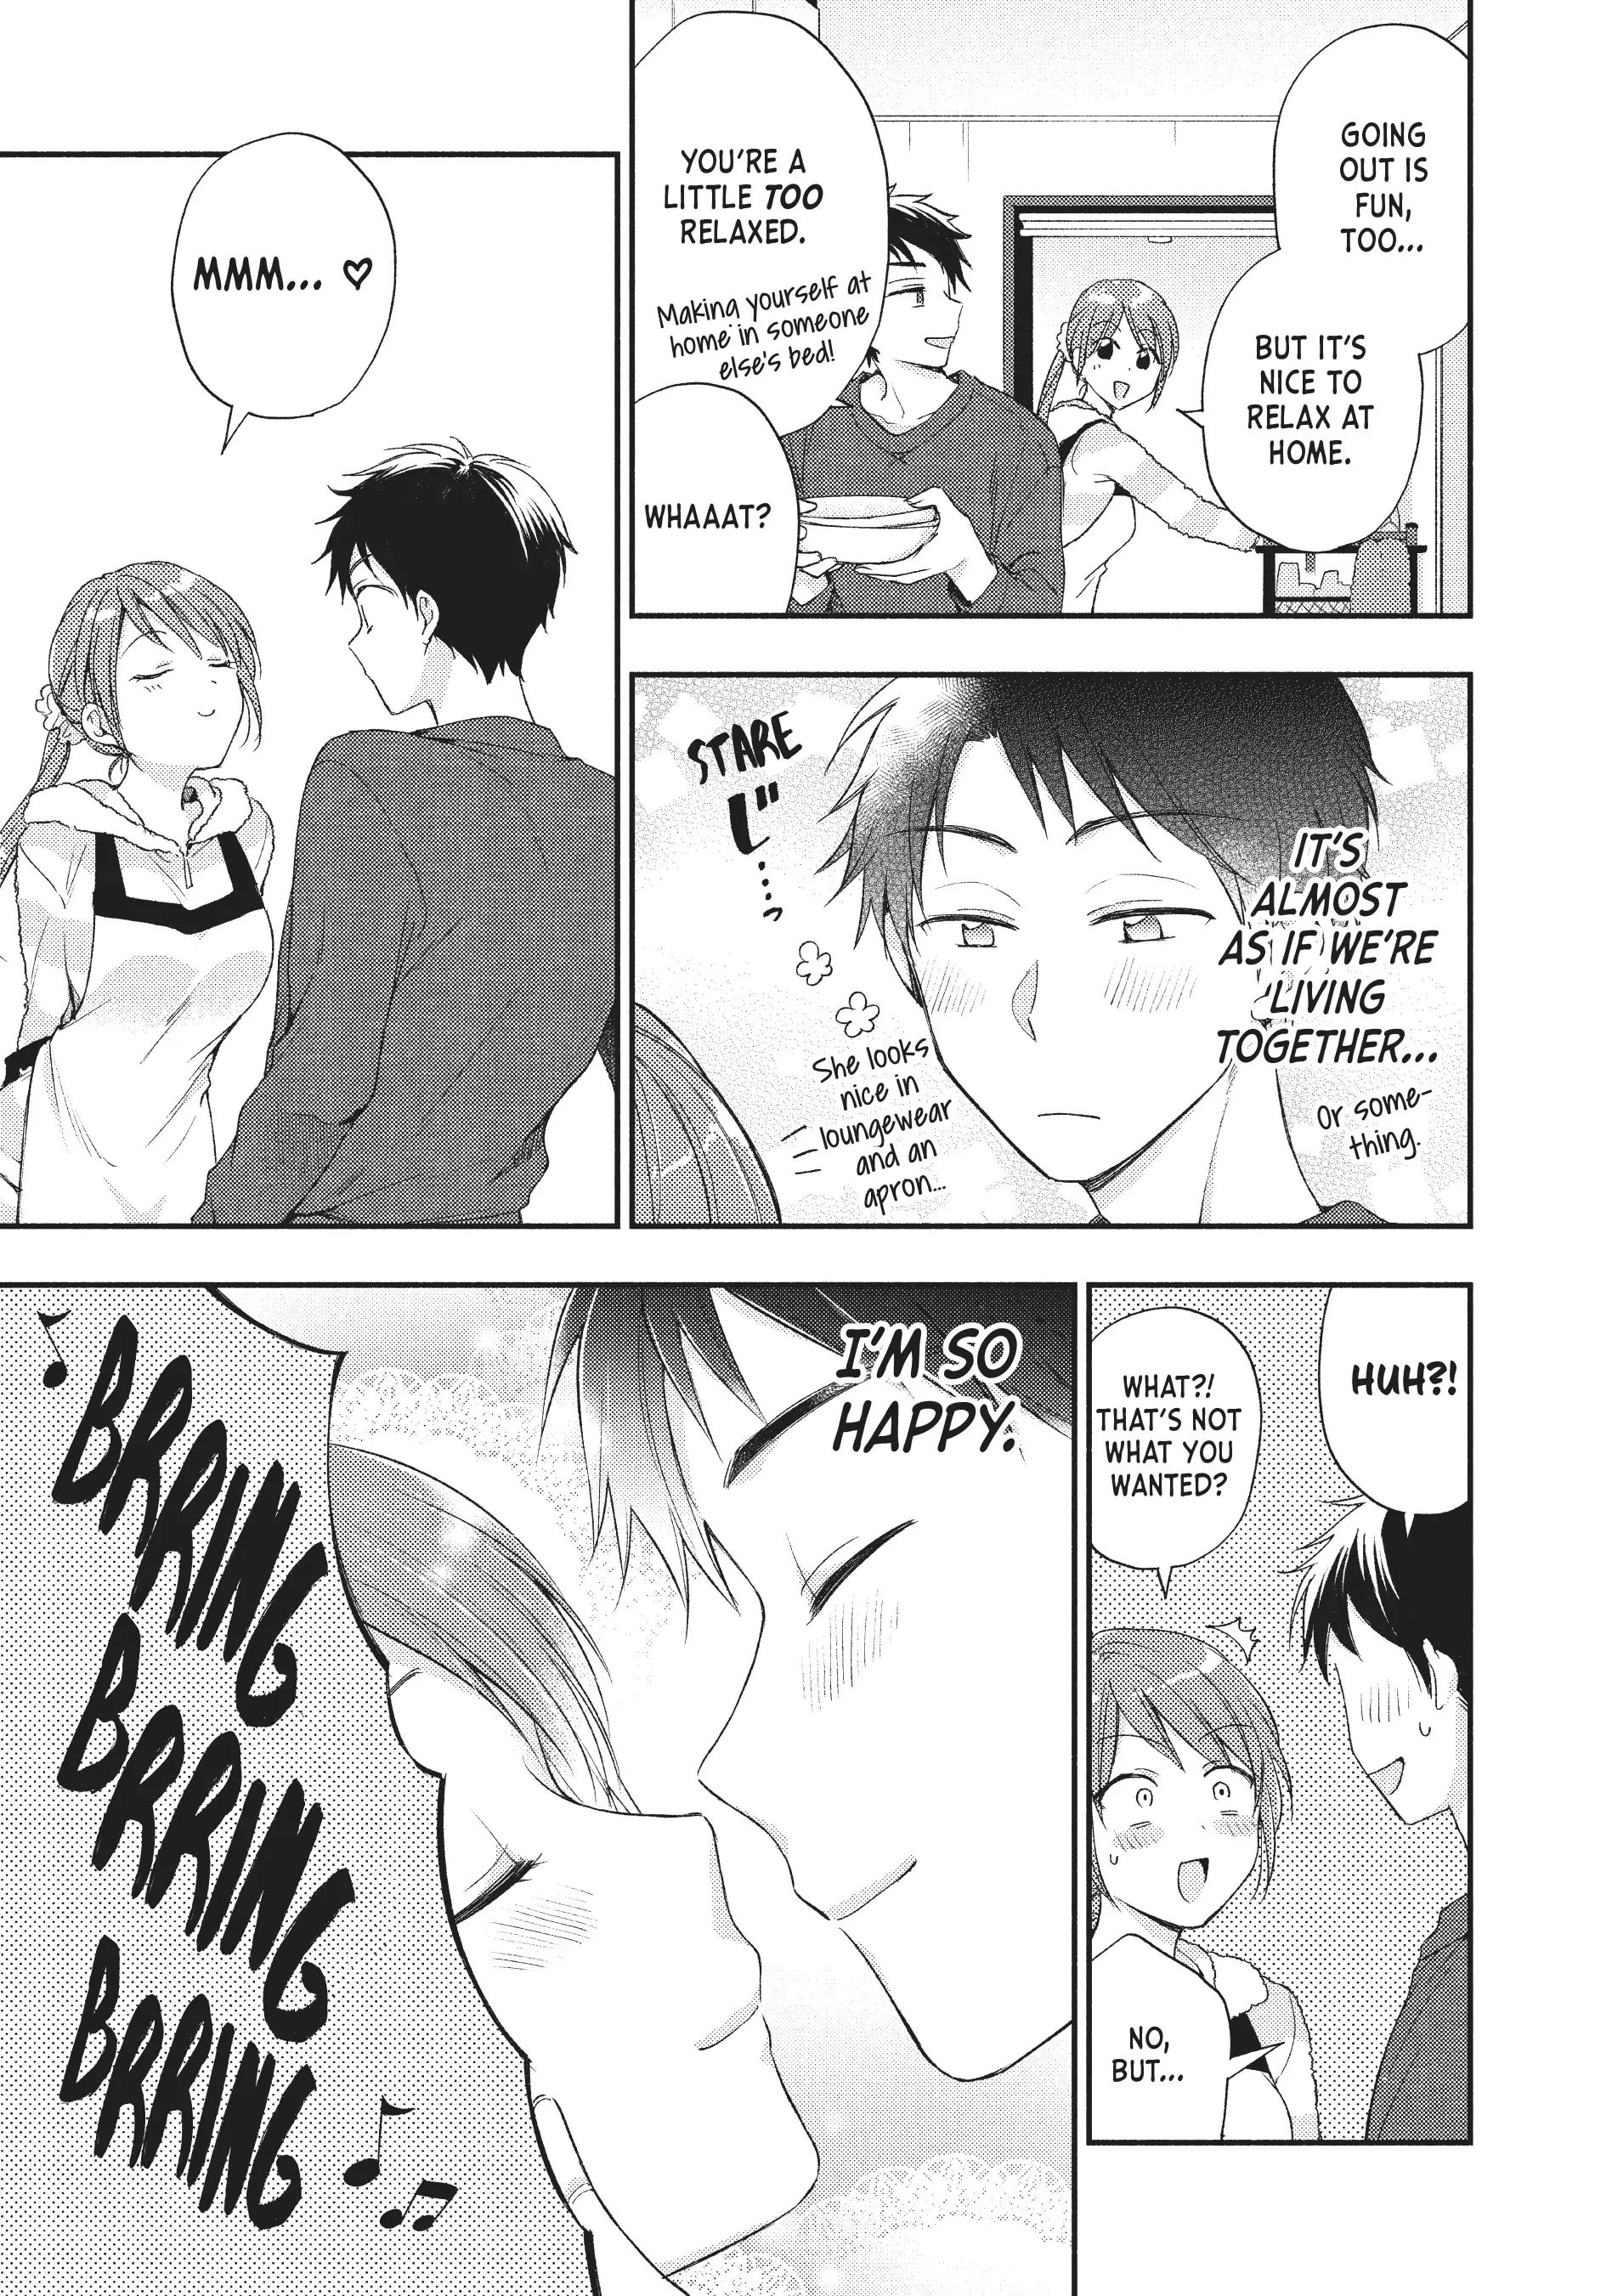 GOING
OUT IS
FUN,
TOO...
BUT IT'S
NICE TO
RELAX AT
HOME.
YOU'RE A
LITTLE TOO
RELAXED.
Making yourself at
home in someone
else's bed!
WHAAAT?
IT'S
ALMOST
AS IF WE'RE
LIVING
TOGETHER...
Or some-
thing.
STARE
じ…っ
She looks
nice in
loungewear
and an
apron...
MMM... ♡
HUH?!
WHAT?!
THAT'S NOT
WHAT YOU
WANTED?
NO,
BUT...
I'M SO
HAPPY.
BRRING
BRRRING
BRRING